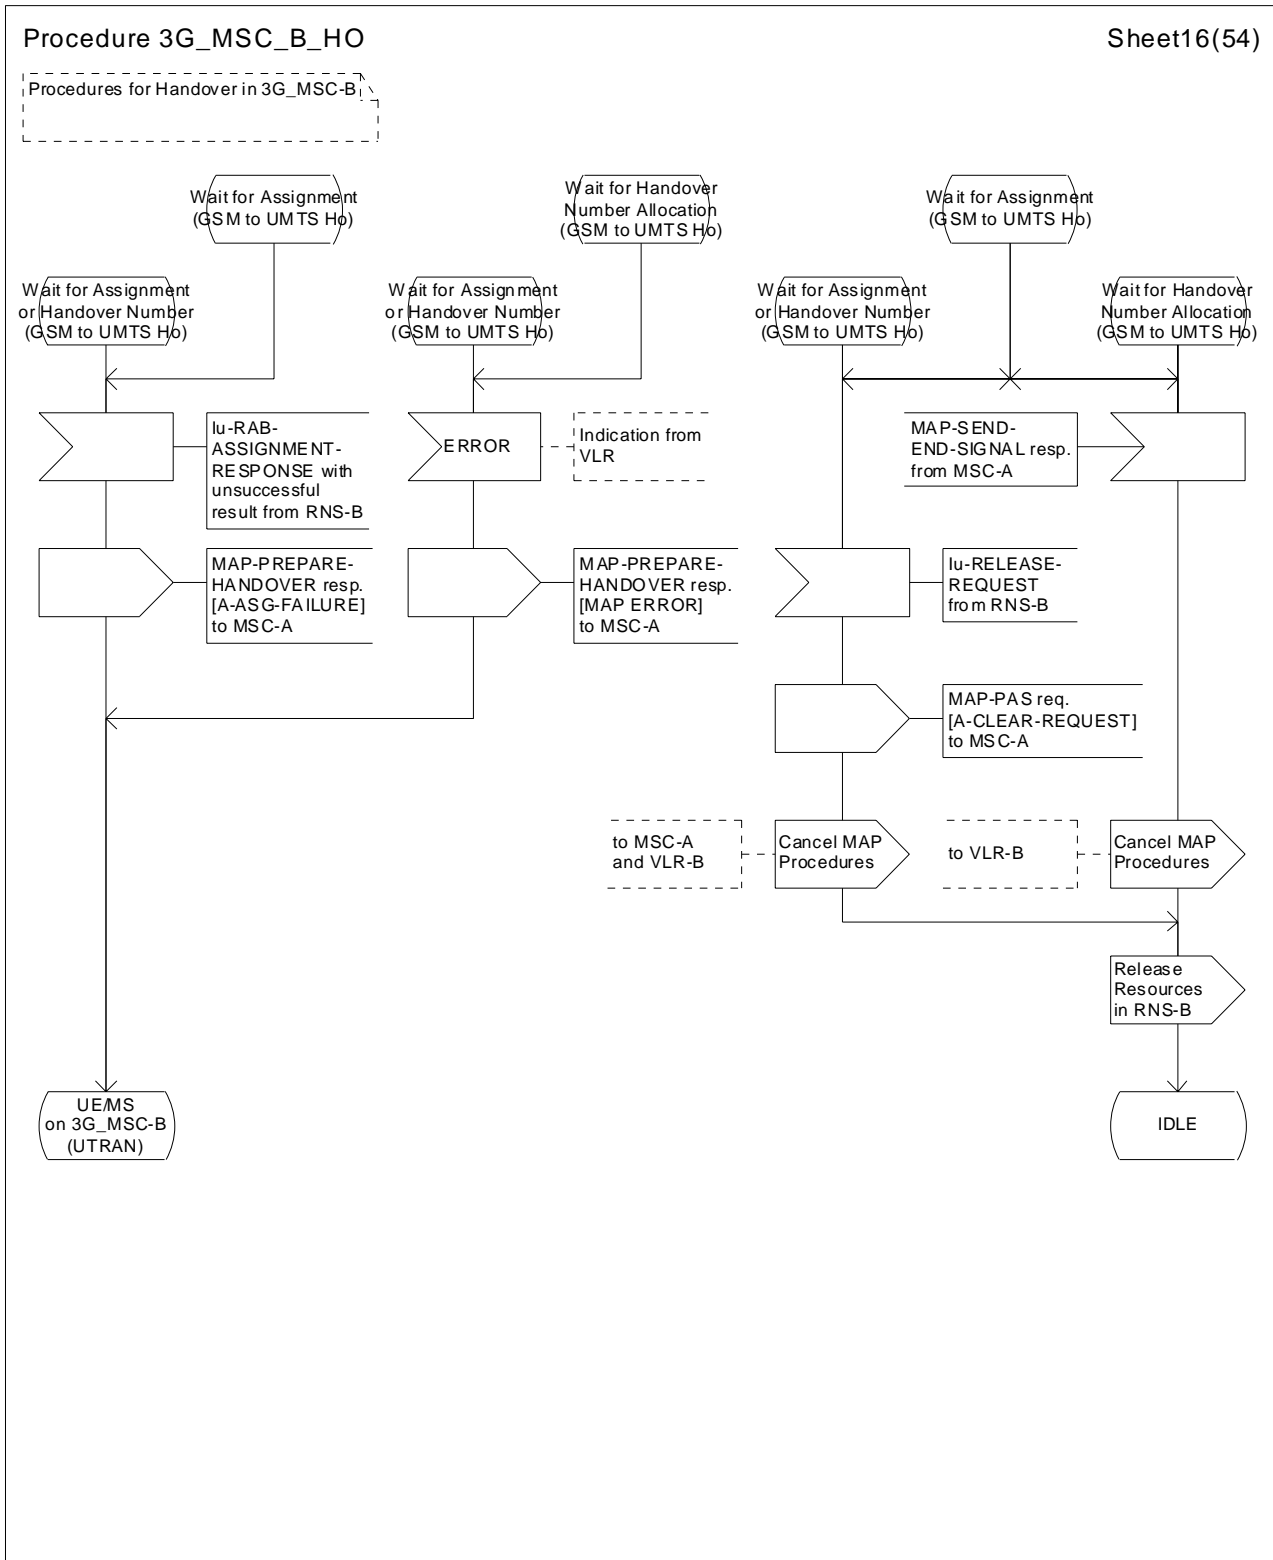 Procedure 3G_MSC_B_HO
Sheet16(54)
Procedures for Handover in 3G_MSC-B
Wait for Assignment
(GSM to UMTS Ho)
Wait for Handover
Number Allocation
(GSM to UMTS Ho)
Wait for Assignment
(GSM to UMTS Ho)
Wait for Assignment
or Handover Number
(GSM to UMTS Ho)
Wait for Assignment
or Handover Number
(GSM to UMTS Ho)
Wait for Assignment
or Handover Number
(GSM to UMTS Ho)
Wait for Handover
Number Allocation
(GSM to UMTS Ho)
Iu-RAB-
ASSIGNMENT-
RESPONSE with
unsuccessful
result from RNS-B
ERROR
Indication from
VLR
MAP-SEND-
END-SIGNAL resp.
from MSC-A
MAP-PREPARE-
HANDOVER resp.
[A-ASG-FAILURE]
to MSC-A
MAP-PREPARE-
HANDOVER resp.
[MAP ERROR]
to MSC-A
Iu-RELEASE-
REQUEST
from RNS-B
MAP-PAS req.
[A-CLEAR-REQUEST]
to MSC-A
to MSC-A
and VLR-B
Cancel MAP
Procedures
to VLR-B
Cancel MAP
Procedures
Release
Resources
in RNS-B
UE/MS
on 3G_MSC-B
(UTRAN)
IDLE